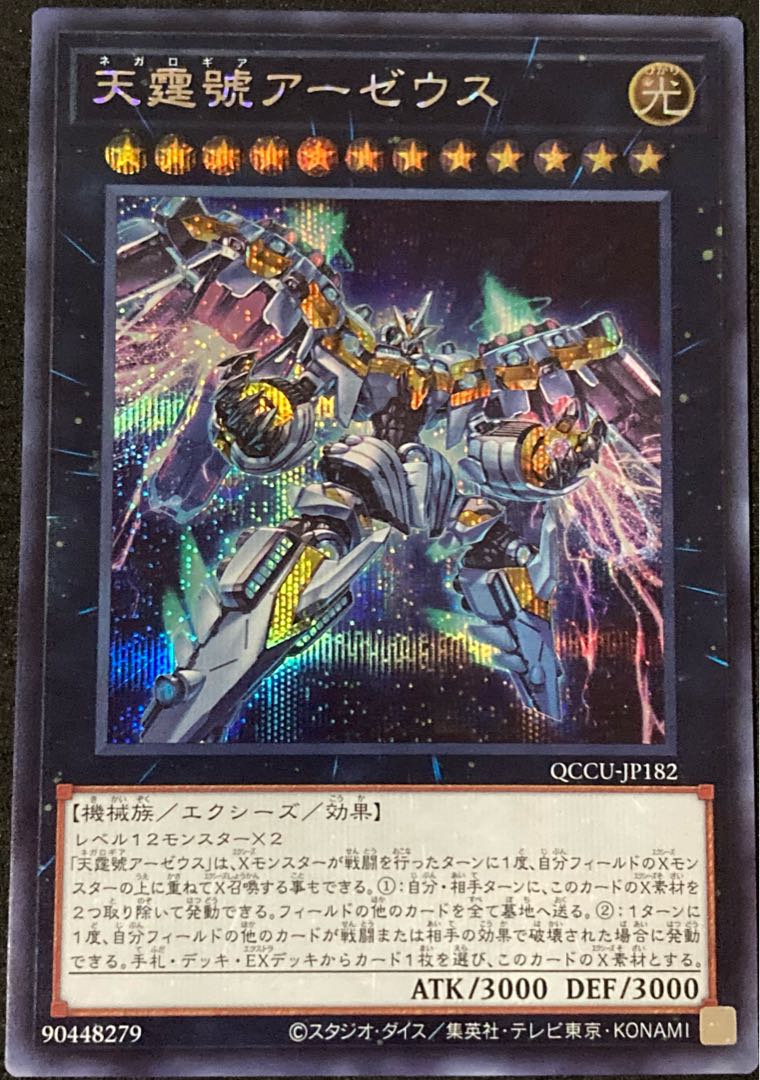 ネガロギア
天霆號アーゼウス
ひかり
光
QCCU-JP182
【機械族／エクシーズ／効果】
レベル12モンスター×2
「天霆號アーゼウス」は、Xモンスターが戦闘を行ったターンに1度、自分フィールドのXモン
スターの上に重ねてX召喚する事もできる。①：自分・相手ターンに、このカードのX素材を
2つ取り除いて発動できる。フィールドの他のカードを全て墓地へ送る。②：1ターンに
1度、自分フィールドの他のカードが戦闘または相手の効果で破壊された場合に発動
できる。手札・デッキ・EXデッキからカード1枚を選び、このカードのX素材とする。
ATK/3000 DEF/3000
90448279
©スタジオ・ダイス／集英社・テレビ東京・KONAMI